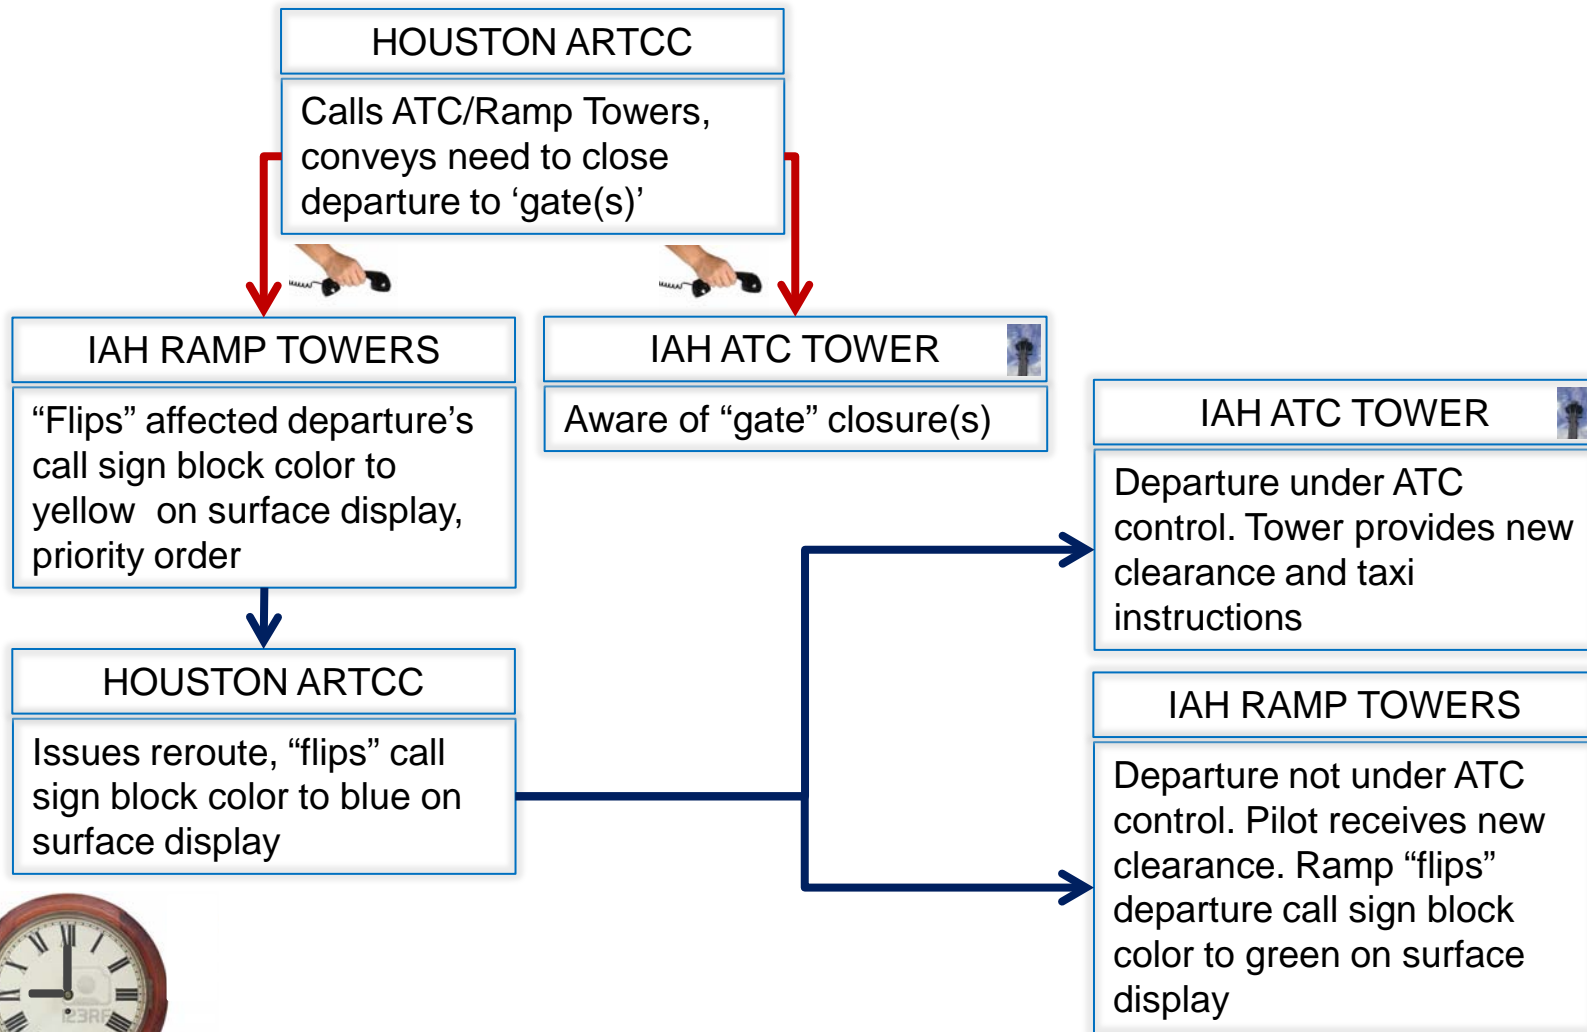 HOUSTON ARTCC
Calls ATC/Ramp Towers,
conveys need to close
departure to ‘gate(s)’
IAH RAMP TOWERS
“Flips” affected departure’s
call sign block color to
yellow  on surface display,
priority order
IAH ATC TOWER
Aware of “gate” closure(s)
HOUSTON ARTCC
Issues reroute, “flips” call
sign block color to blue on
surface display
IAH ATC TOWER
Departure under ATC
control. Tower provides new
clearance and taxi
instructions
IAH RAMP TOWERS
Departure not under ATC
control. Pilot receives new
clearance. Ramp “flips”
departure call sign block
color to green on surface
display
123RF